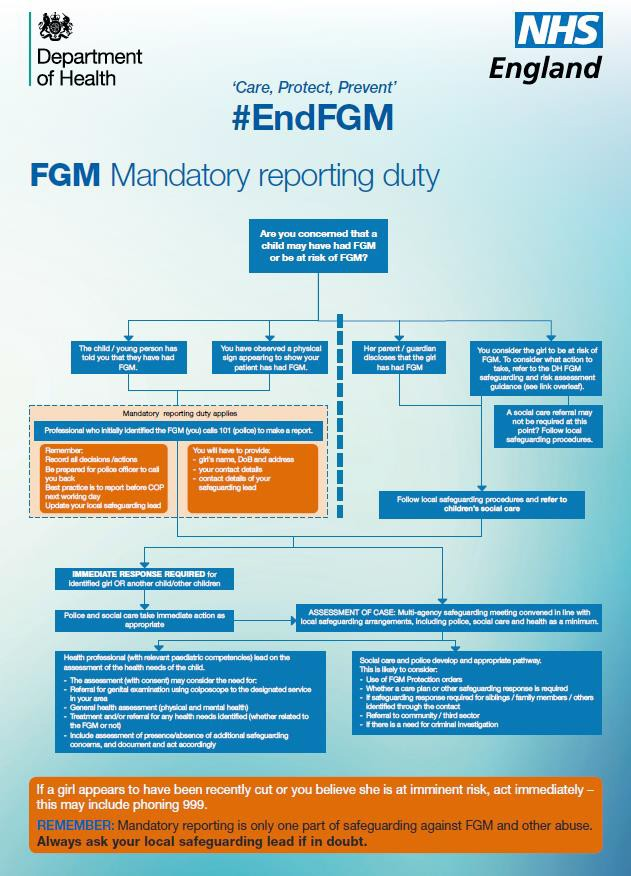 Department
of Health
NHS
England
‘Care, Protect, Prevent’
#EndFGM
FGM Mandatory reporting duty
Are you concerned that a
child may have had FGM
or be at risk of FGM?
The child / young person has
told you that they have had
FGM.
You have observed a physical
sign appearing to show your
patient has had FGM.
Her parent / guardian
discloses that the girl
has had FGM
You consider the girl to be at risk of
FGM. To consider what action to
take, refer to the DH FGM
safeguarding and risk assessment
guidance (see link overleaf).
A social care referral may
not be required at this
point? Follow local
safeguarding procedures.
Mandatory reporting duty applies
Professional who initially identified the FGM (you) calls 101 (police) to make a report.
Remember:
Record all decisions /actions
Be prepared for police officer to call
you back
Best practice is to report before COP
next working day
Update your local safeguarding lead
You will have to provide:
- girl's name, DoB and address
- your contact details
- contact details of your
safeguarding lead
Follow local safeguarding procedures and refer to
children's social care
IMMEDIATE RESPONSE REQUIRED for
identified girl OR another child/other children
Police and social care take immediate action as
appropriate
ASSESSMENT OF CASE: Multi-agency safeguarding meeting convened in line with
local safeguarding arrangements, including police, social care and health as a minimum.
Health professional (with relevant paediatric competencies) lead on the
assessment of the health needs of the child.
- The assessment (with consent) may consider the need for:
- Referral for genital examination using colposcope to the designated service
in your area
- General health assessment (physical and mental health)
- Treatment and/or referral for any health needs identified (whether related to
the FGM or not)
- Include assessment of presence/absence of additional safeguarding
concerns, and document and act accordingly
Social care and police develop and appropriate pathway.
This is likely to consider:
- Use of FGM Protection orders
- Whether a care plan or other safeguarding response is required
- If safeguarding response required for siblings / family members / others
identified through the contact
- Referral to community / third sector
- If there is a need for criminal investigation
If a girl appears to have been recently cut or you believe she is at imminent risk, act immediately –
this may include phoning 999.
REMEMBER: Mandatory reporting is only one part of safeguarding against FGM and other abuse.
Always ask your local safeguarding lead if in doubt.